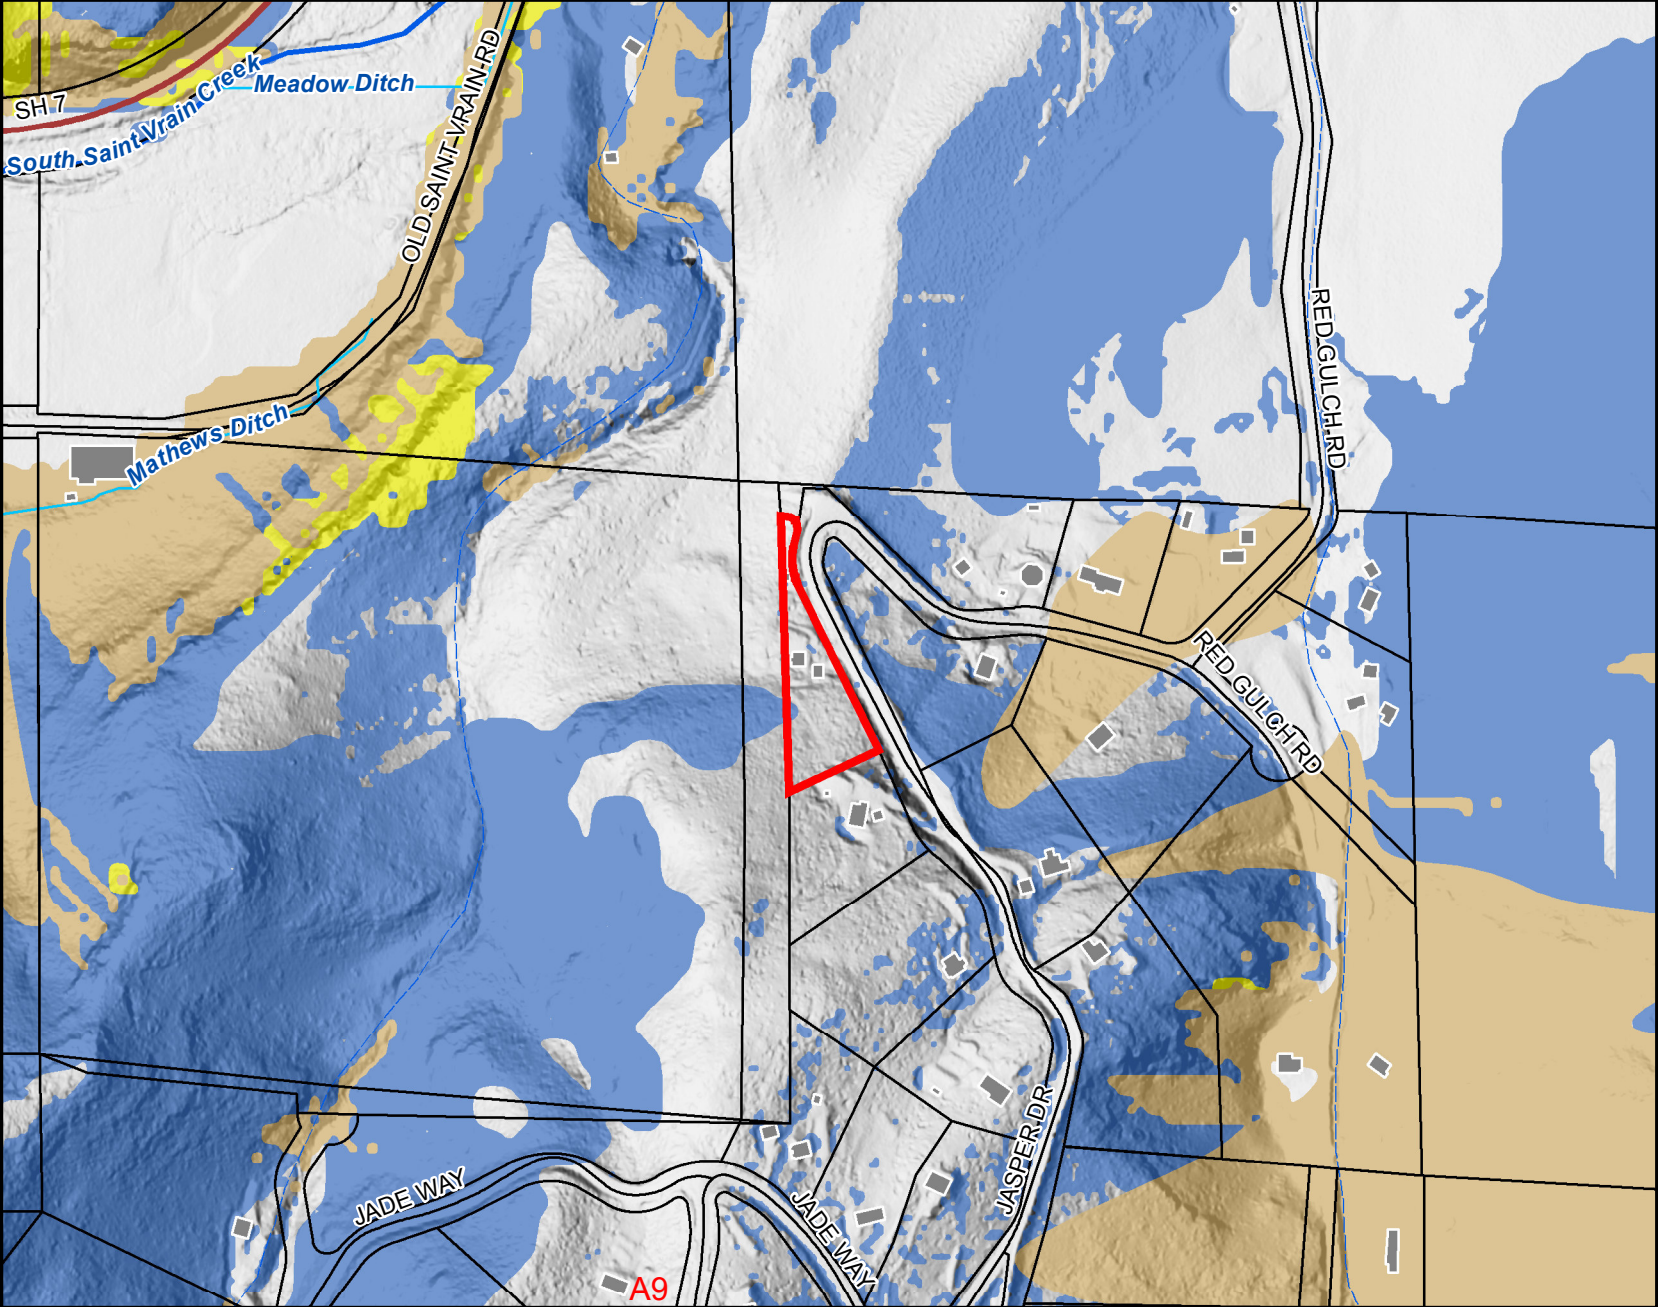 SH 7
South Saint Vrain Creek
Meadow Ditch
OLD SAINT VRAIN RD
Mathews Ditch
RED GULCH RD
RED GULCH RD
JASPER DR
JADE WAY
JADE WAY
A9